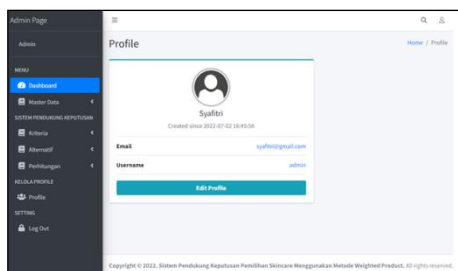 Admin Page
Admin
MENU
Dashboard
Master Data
SISTEM PENDUKUNG KEPUTUSAN
Kriteria
Alternatif
Perhitungan
KELOLA PROFILE
Profile
SETTING
Log Out
Profile
Home / Profile
Syafitri
Created since 2022-07-02 16:45:58
Email syafitri@gmail.com
Username admin
Edit Profile
Copyright © 2022. Sistem Pendukung Keputusan Pemilihan Skincare Menggunakan Metode Weighted Product. All rights reserved.